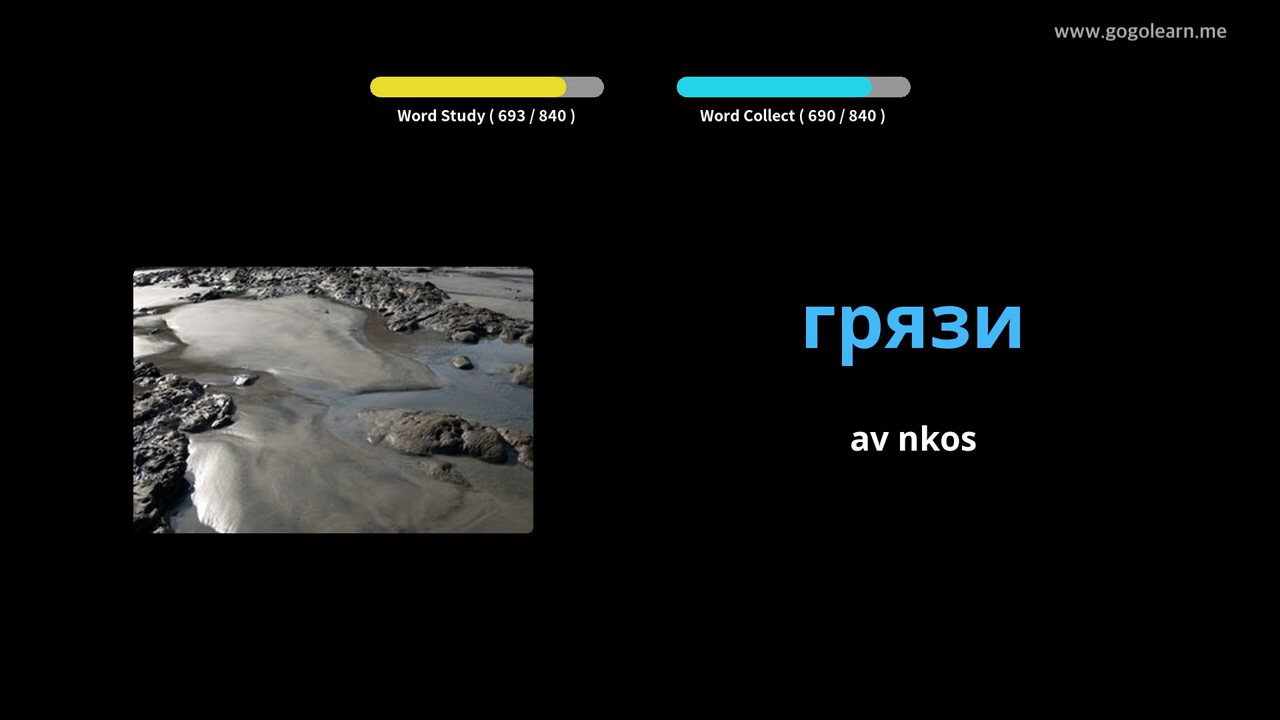 www.gogolearn.me
Word Study ( 693 / 840 )
Word Collect ( 690 / 840 )
грязи
av nkos